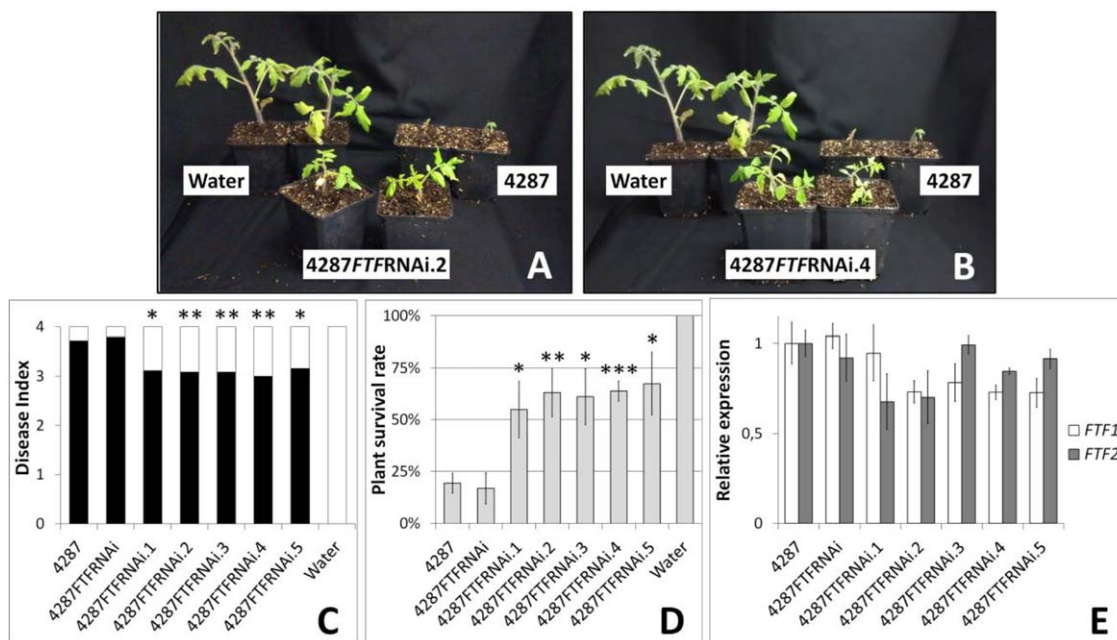 Water
4287
4287FTFRNAi.2
A
Water
4287
4287FTFRNAi.4
B
* ** ** ** *
4
3
2
1
0
Disease Index
4287
4287FTFRNAi
4287FTFRNAi.1
4287FTFRNAi.2
4287FTFRNAi.3
4287FTFRNAi.4
4287FTFRNAi.5
Water
C
100%
75%
50%
25%
0%
Plant survival rate
* ** * *** *
4287
4287FTFRNAi
4287FTFRNAi.1
4287FTFRNAi.2
4287FTFRNAi.3
4287FTFRNAi.4
4287FTFRNAi.5
Water
D
1
0,5
0
Relative expression
FTF1
FTF2
4287
4287FTFRNAi
4287FTFRNAi.1
4287FTFRNAi.2
4287FTFRNAi.3
4287FTFRNAi.4
4287FTFRNAi.5
E